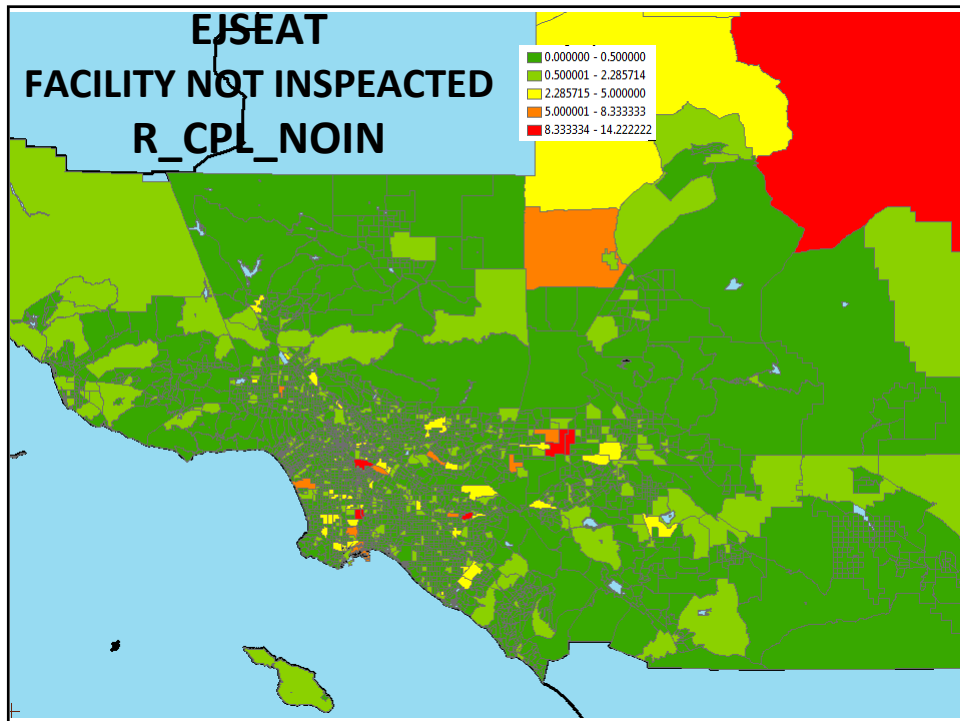 EJSEAT
FACILITY NOT INSPEACTED
R_CPL_NOIN
0.000000 - 0.500000
0.500001 - 2.285714
2.285715 - 5.000000
5.000001 - 8.333333
8.333334 - 14.222222